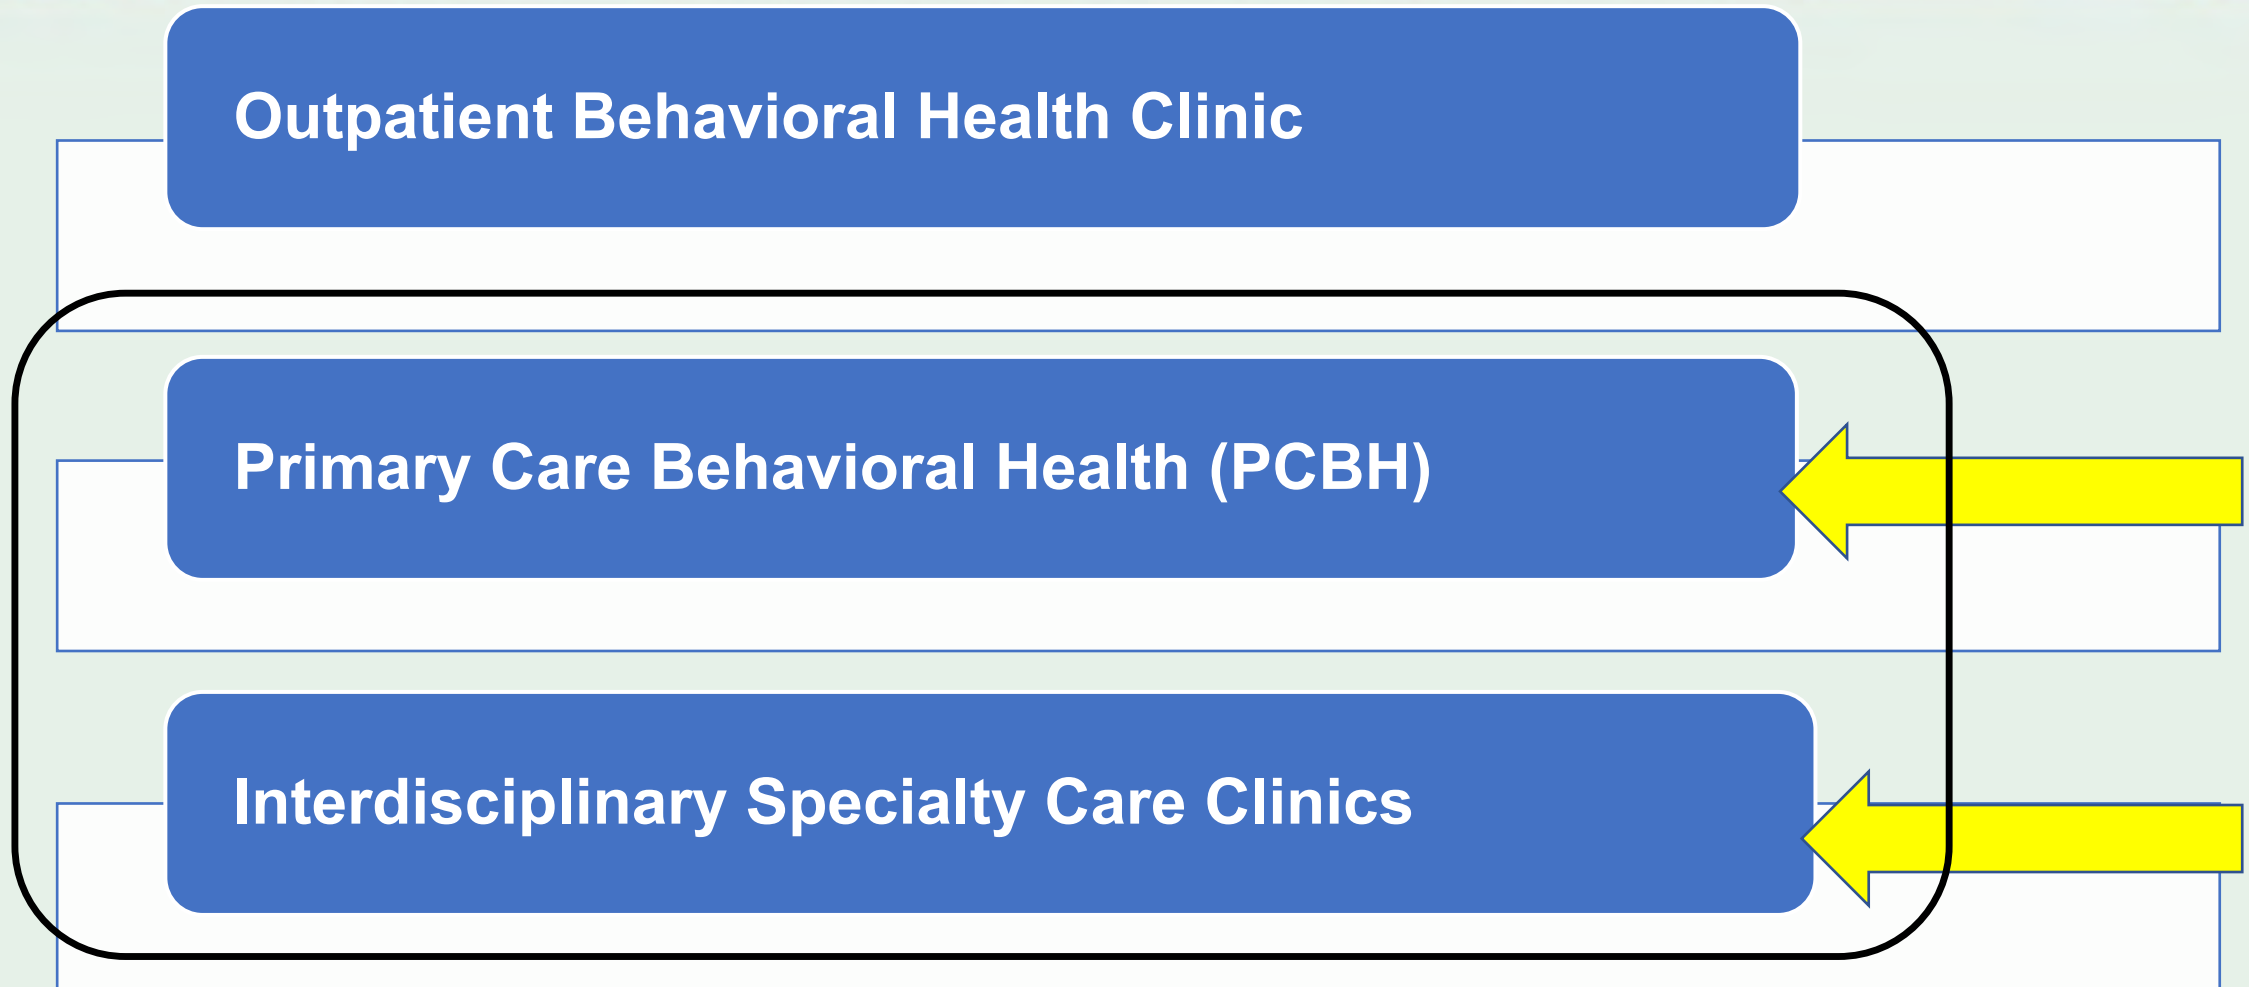 Outpatient Behavioral Health Clinic
Primary Care Behavioral Health (PCBH)
Interdisciplinary Specialty Care Clinics